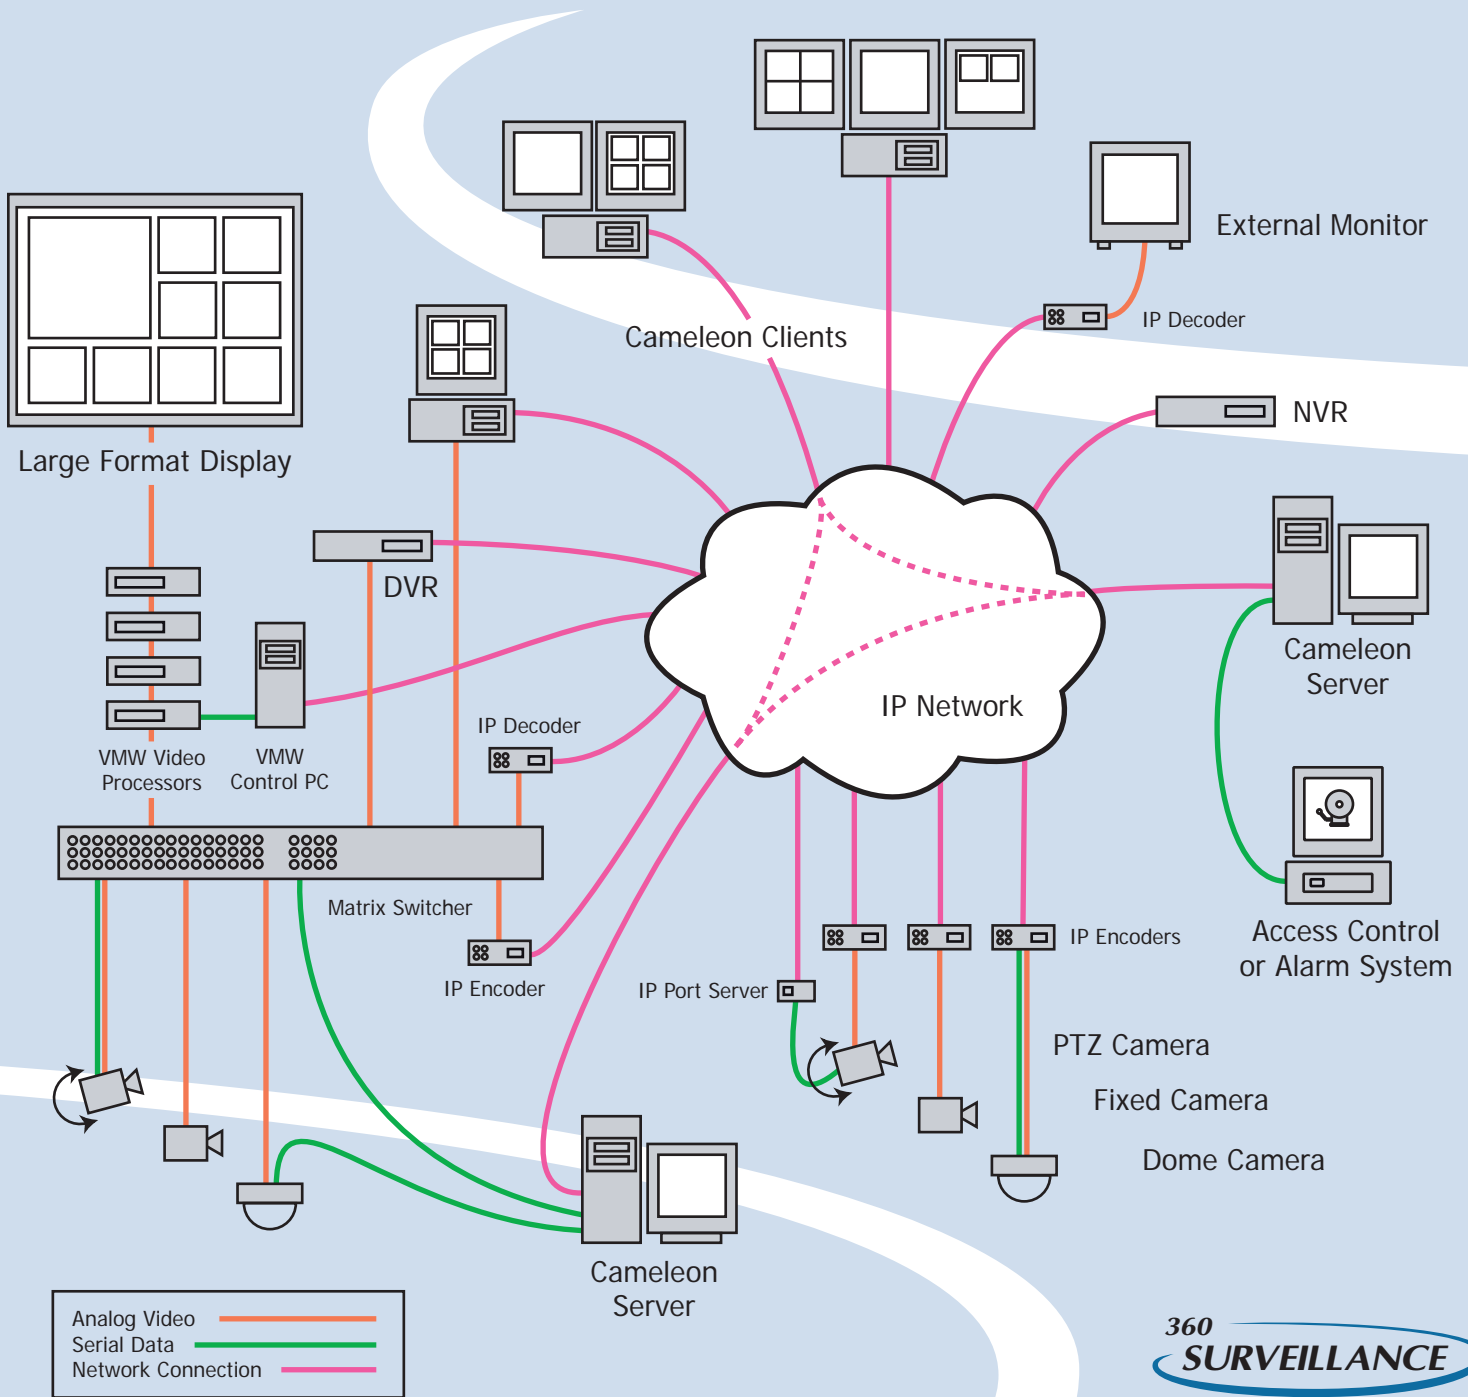 External Monitor
IP Decoder
Cameleon Clients
NVR
Large Format Display
DVR
Cameleon
Server
IP Network
IP Decoder
VMW Video
Processors
VMW
Control PC
Matrix Switcher
IP Encoder
IP Port Server
IP Encoders
Access Control
or Alarm System
PTZ Camera
Fixed Camera
Dome Camera
Cameleon
Server
Analog Video
Serial Data
Network Connection
360
SURVEILLANCE